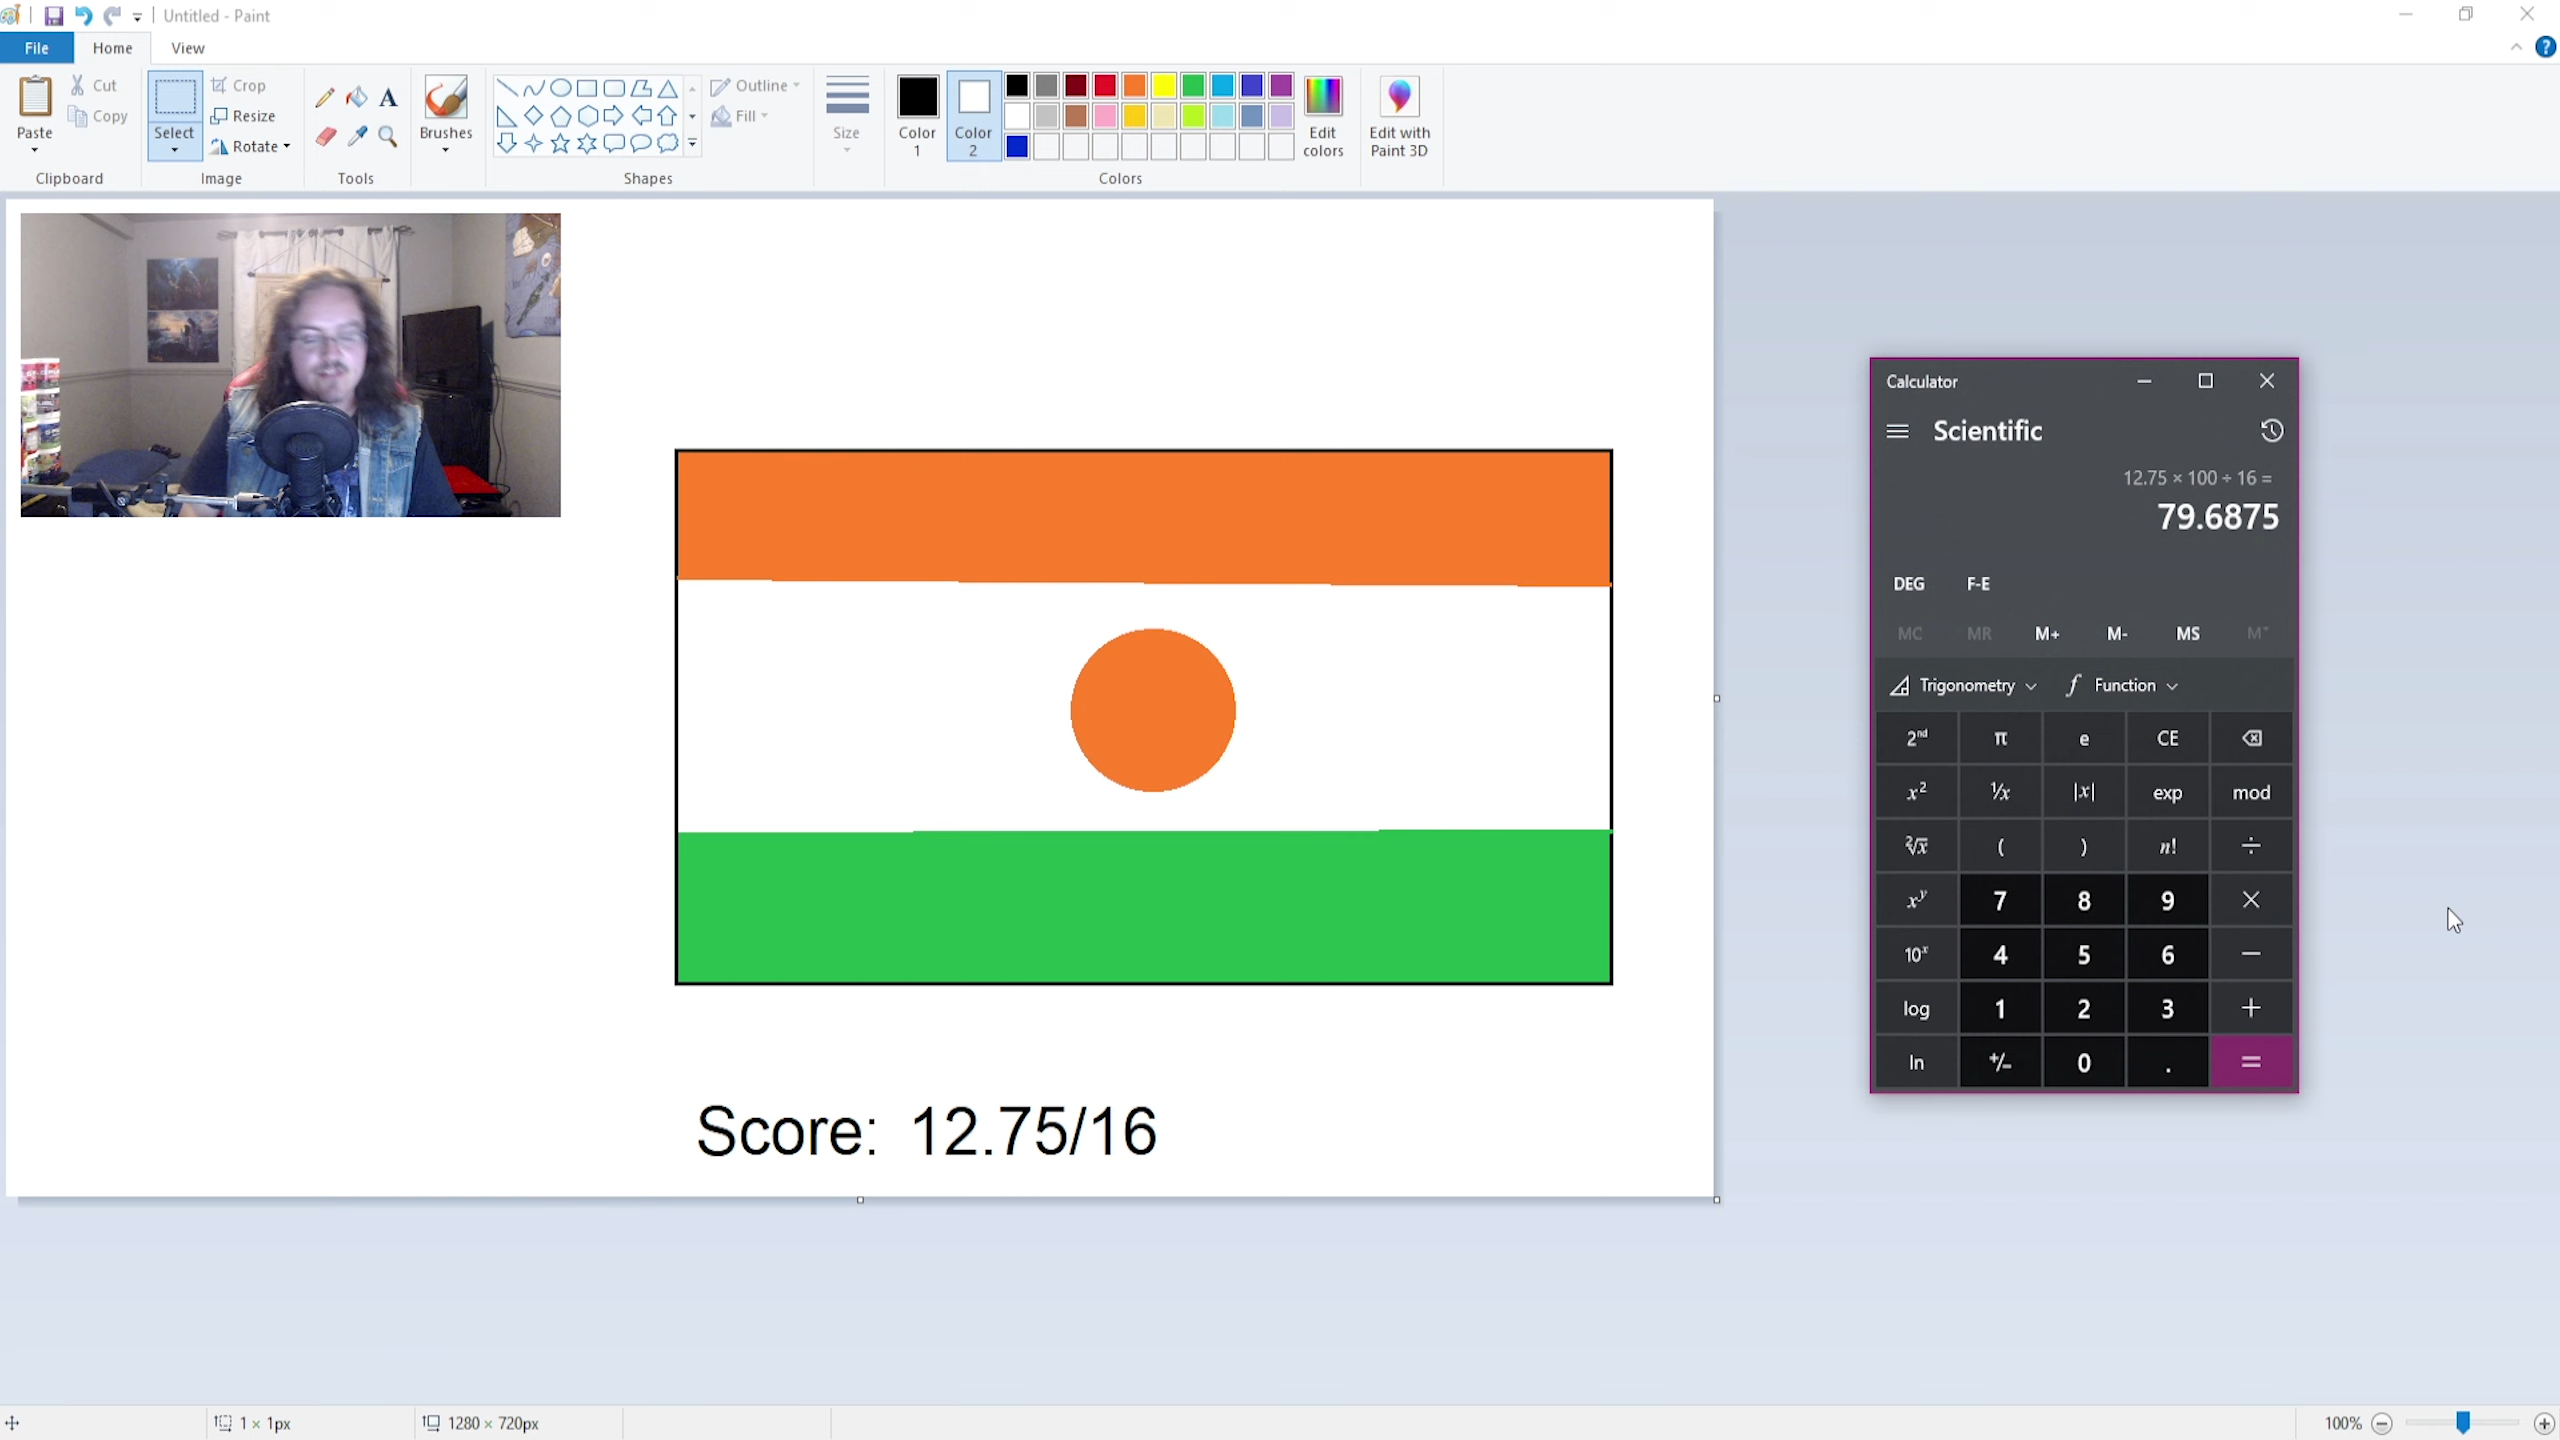 Untitled - Paint
File Home View
Paste
Cut
Copy
Clipboard
Select
Crop
Resize
Rotate
Image
A
Tools
Brushes
Shapes
Outline
Fill
Size
Color 1
Color 2
Colors
Edit colors
Edit with Paint 3D
?
Calculator
Scientific
12.75 × 100 ÷ 16 =
79.6875
DEG F-E
MC MR M+ M- MS M˅
Trigonometry f Function
2nd π e CE
x² ¹/x |x| exp mod
²√x ( ) n! ÷
xʸ 7 8 9 ×
10ˣ 4 5 6 −
log 1 2 3 +
ln +/− 0 . =
Score: 12.75/16
1 × 1px
1280 × 720px
100%